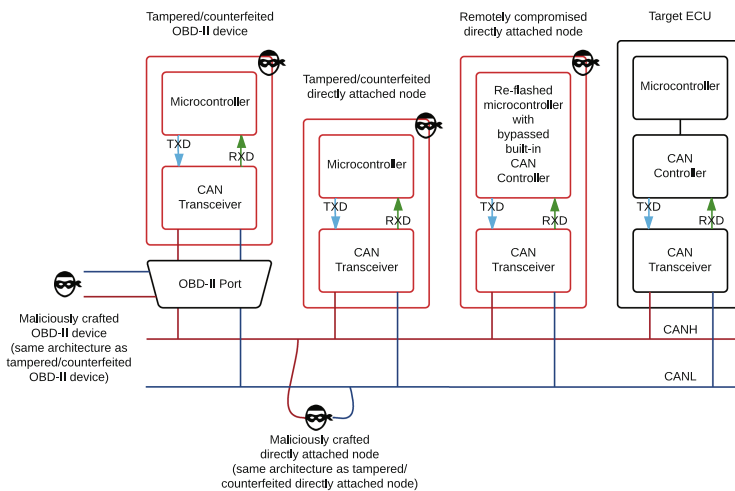 Tampered/counterfeited
OBD-II device
Microcontroller
TXD
RXD
CAN
Transceiver
OBD-II Port
Maliciously crafted
OBD-II device
(same architecture as
tampered/counterfeited
OBD-II device)
Tampered/counterfeited
directly attached node
Microcontroller
TXD
RXD
CAN
Transceiver
Remotely compromised
directly attached node
Re-flashed
microcontroller
with
bypassed
built-in
CAN
Controller
TXD
RXD
CAN
Transceiver
Target ECU
Microcontroller
CAN
Controller
TXD
RXD
CAN
Transceiver
CANH
CANL
Maliciously crafted
directly attached node
(same architecture as tampered/
counterfeited directly attached node)